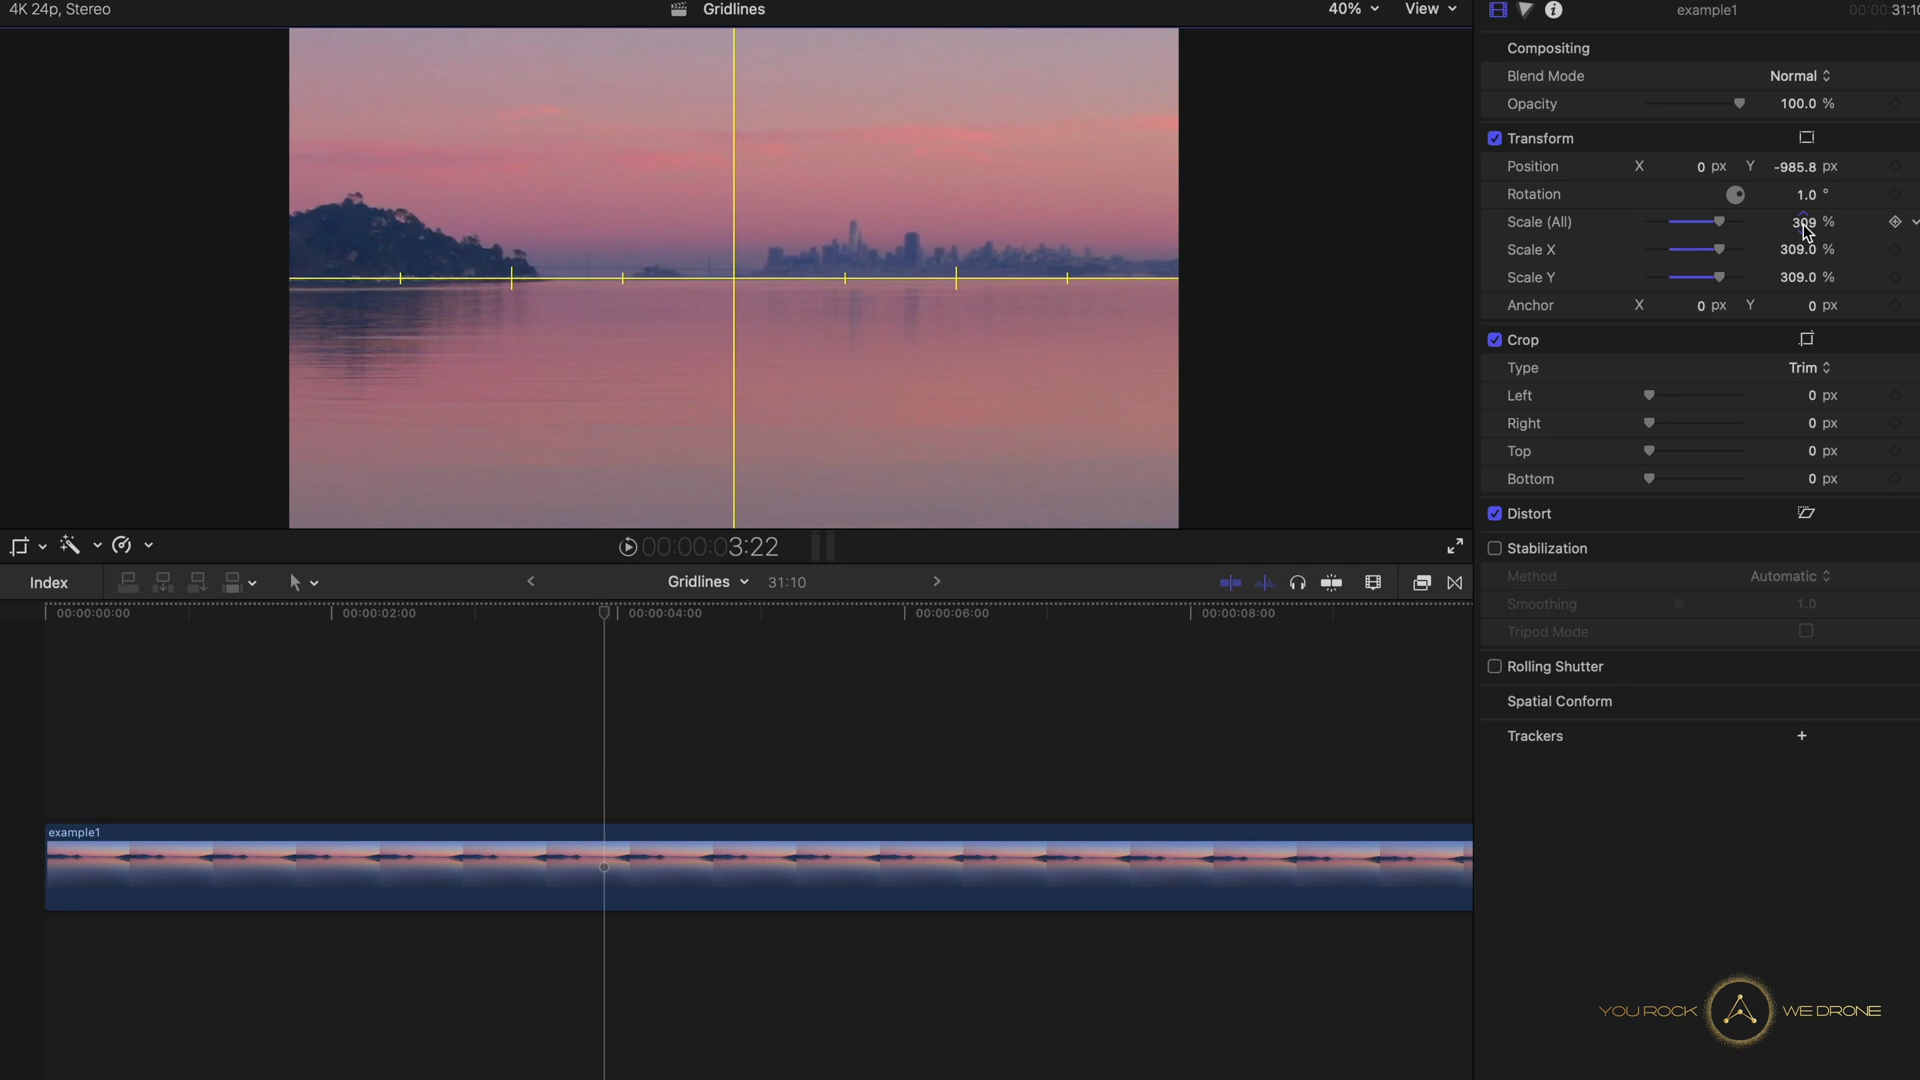 4K 24p, Stereo
Gridlines
40%
View
example1
00:00:31:10
Compositing
Blend Mode Normal
Opacity 100.0 %
Transform
Position X 0 px Y -985.8 px
Rotation 1.0 °
Scale (All) 309 %
Scale X 309.0 %
Scale Y 309.0 %
Anchor X 0 px Y 0 px
Crop
Type Trim
Left 0 px
Right 0 px
Top 0 px
Bottom 0 px
Distort
Stabilization
Method Automatic
Smoothing 1.0
Tripod Mode
Rolling Shutter
Spatial Conform
Trackers +
00:00:03:22
Index
Gridlines 31:10
00:00:00:00 00:00:02:00 00:00:04:00 00:00:06:00 00:00:08:00
example1
YOU ROCK WE DRONE